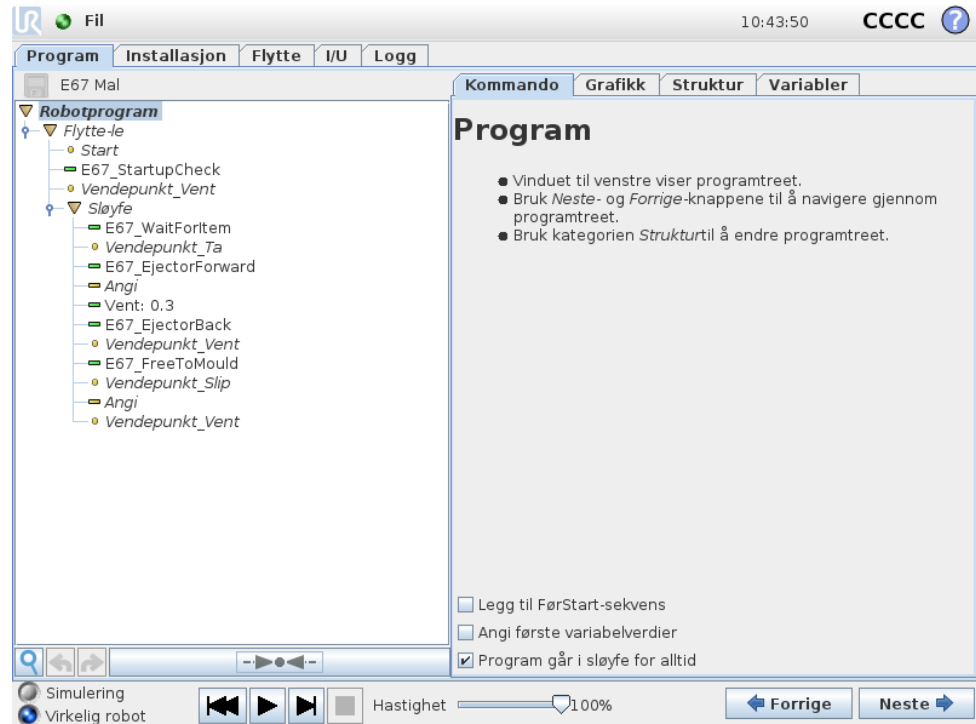 UR Fil 10:43:50 CCCC ?
Program Installasjon Flytte I/U Logg
E67 Mal
Robotprogram
Flytte-le
Start
E67_StartupCheck
Vendepunkt_Vent
Sløyfe
E67_WaitForItem
Vendepunkt_Ta
E67_EjectorForward
Angi
Vent: 0.3
E67_EjectorBack
Vendepunkt_Vent
E67_FreeToMould
Vendepunkt_Slip
Angi
Vendepunkt_Vent
Kommando Grafikk Struktur Variabler
Program
Vinduet til venstre viser programtreet.
Bruk Neste- og Forrige-knappene til å navigere gjennom
programtreet.
Bruk kategorien Strukturtil å endre programtreet.
Legg til FørStart-sekvens
Angi første variabelverdier
Program går i sløyfe for alltid
Simulering
Virkelig robot
Hastighet 100%
Forrige Neste